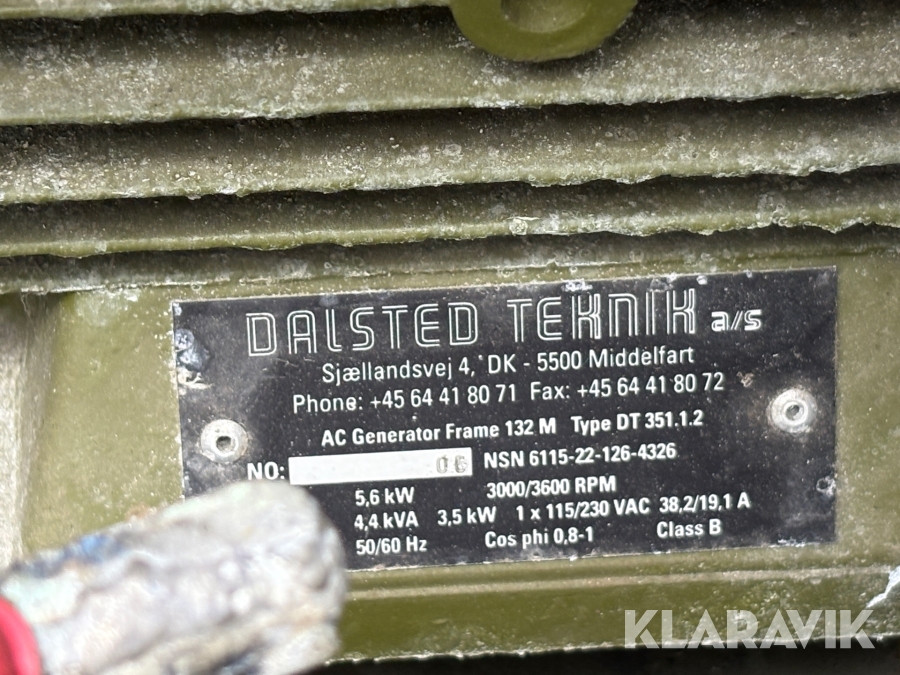 DALSTED TEKNIK a/s
Sjællandsvej 4, DK - 5500 Middelfart
Phone: +45 64 41 80 71 Fax: +45 64 41 80 72
AC Generator Frame 132 M Type DT 351.1.2
NO: 06 NSN 6115-22-126-4326
5,6 kW 3000/3600 RPM
4,4 kVA 3,5 kW 1 x 115/230 VAC 38,2/19,1 A
50/60 Hz Cos phi 0,8-1 Class B
KLARAVIK